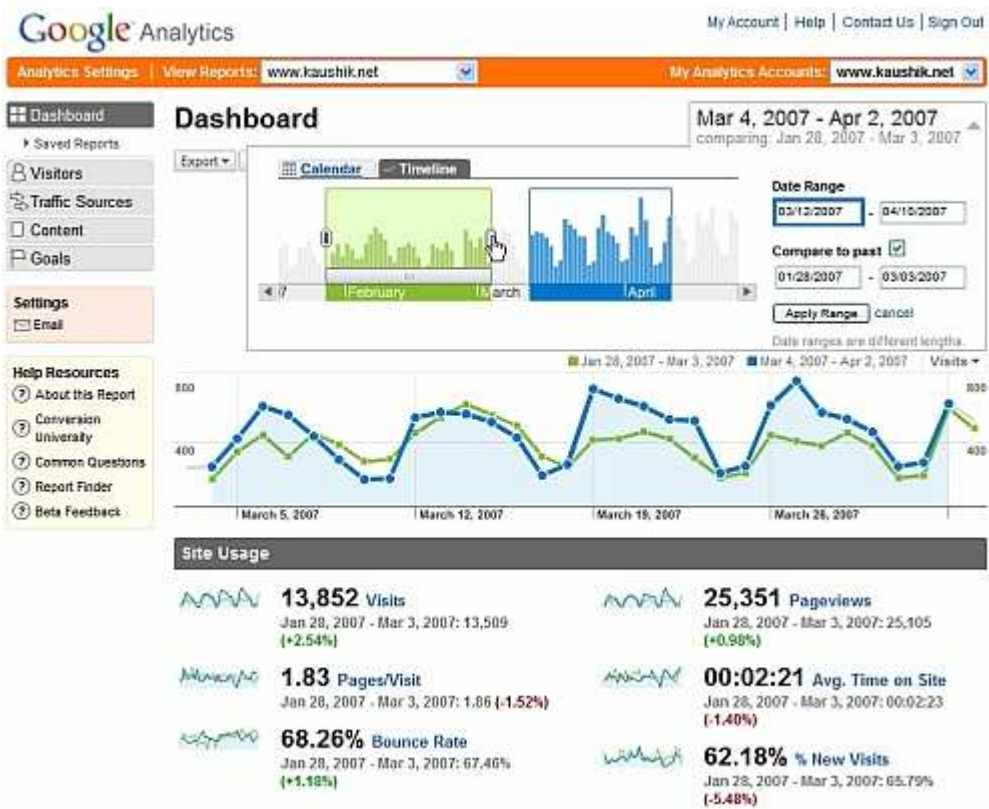 Google Analytics
My Account | Help | Contact Us | Sign Out
Analytics Settings | View Reports: www.kaushik.net
My Analytics Accounts: www.kaushik.net
Dashboard
Saved Reports
Visitors
Traffic Sources
Content
Goals
Settings
Email
Help Resources
About this Report
Conversion
University
Common Questions
Report Finder
Beta Feedback
Dashboard
Mar 4, 2007 - Apr 2, 2007
comparing: Jan 28, 2007 - Mar 3, 2007
Export
Calendar
Timeline
February
March
April
Date Range
03/12/2007 - 04/10/2007
Compare to past
01/28/2007 - 03/03/2007
Apply Range cancel
Date ranges are different lengths.
Jan 28, 2007 - Mar 3, 2007 Mar 4, 2007 - Apr 2, 2007 Visits
800 800
400 400
March 5, 2007 March 12, 2007 March 19, 2007 March 26, 2007
Site Usage
13,852 Visits
Jan 28, 2007 - Mar 3, 2007: 13,509
(+2.54%)
25,351 Pageviews
Jan 28, 2007 - Mar 3, 2007: 25,105
(+0.98%)
1.83 Pages/Visit
Jan 28, 2007 - Mar 3, 2007: 1.86 (-1.52%)
00:02:21 Avg. Time on Site
Jan 28, 2007 - Mar 3, 2007: 00:02:23
(-1.40%)
68.26% Bounce Rate
Jan 28, 2007 - Mar 3, 2007: 67.46%
(+1.18%)
62.18% % New Visits
Jan 28, 2007 - Mar 3, 2007: 65.79%
(-5.48%)